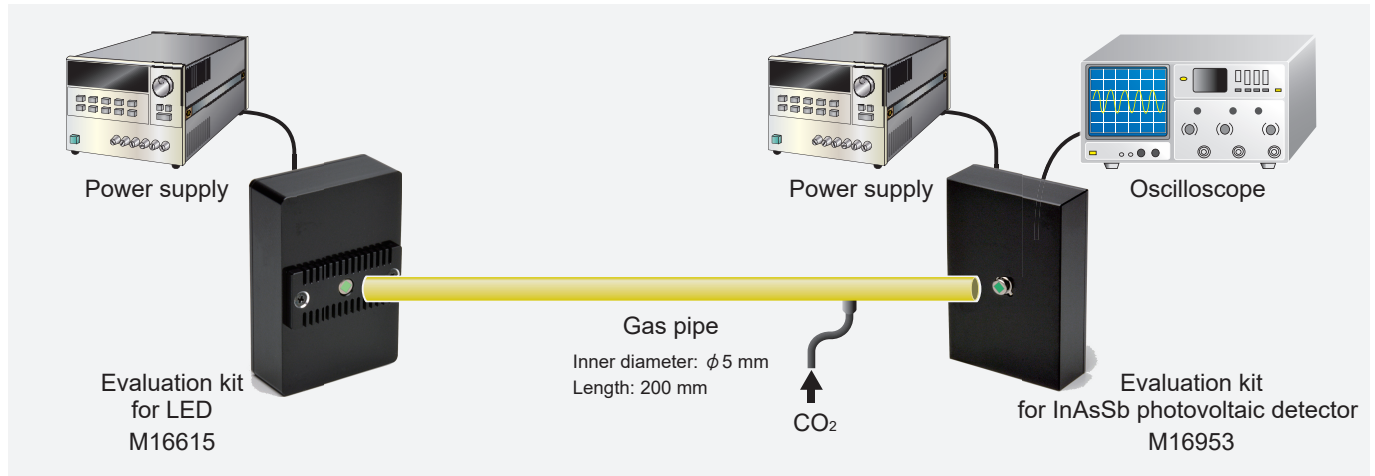 Power supply
Power supply
Oscilloscope
Gas pipe
Inner diameter: φ5 mm
Length: 200 mm
CO₂
Evaluation kit
for LED
M16615
Evaluation kit
for InAsSb photovoltaic detector
M16953